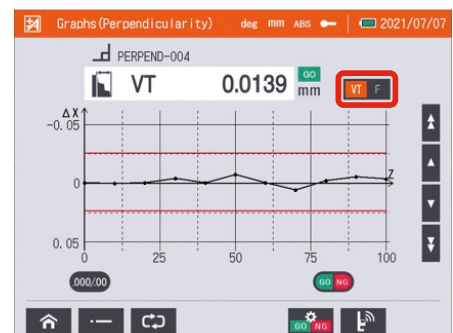 Graphs(Perpendicularity) deg mm ABS 2021/07/07
PERPEND-004
VT 0.0139 GO mm VT F
ΔX
-0.05
0
0.05
Z
0 25 50 75 100
.000/.00 GO NG
GO NG